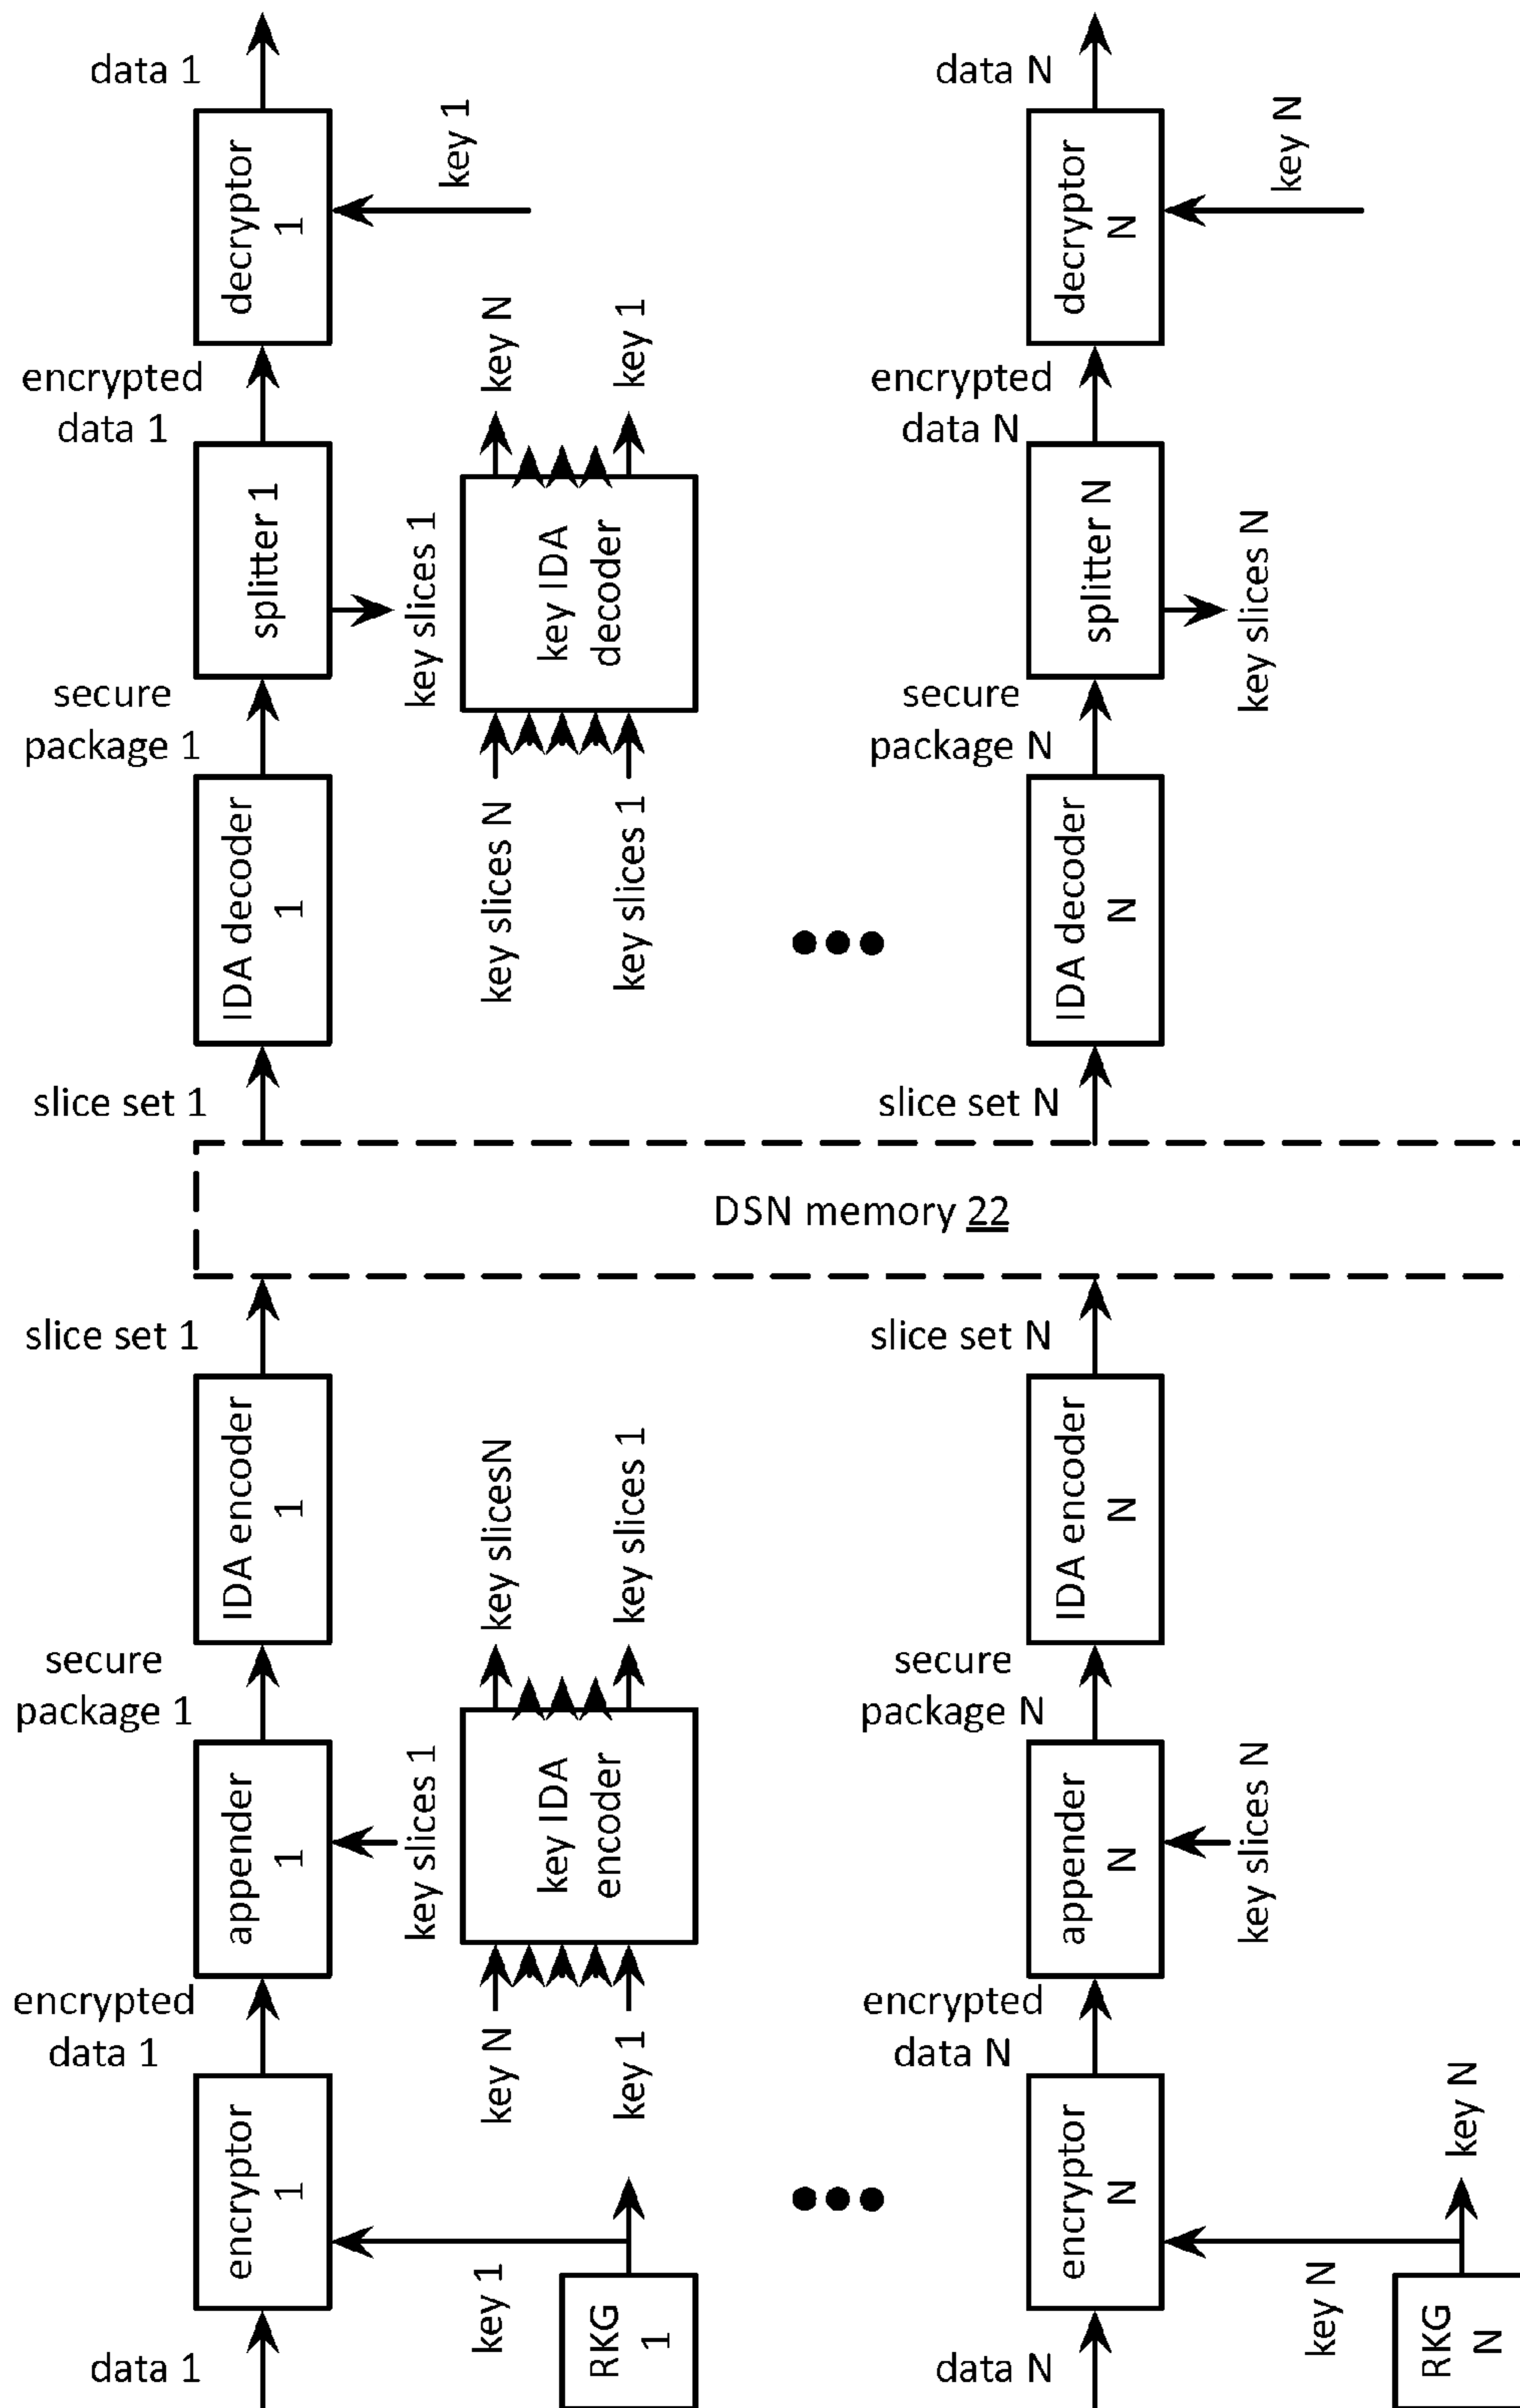 data 1
key 1
decryptor
1
encrypted
data 1
key N
key 1
splitter 1
key slices 1
key IDA
decoder
secure
package 1
key slices N
key slices 1
IDA decoder
1
slice set 1
data N
key N
decryptor
N
encrypted
data N
splitter N
key slices N
secure
package N
IDA decoder
N
slice set N
DSN memory 22
slice set 1
IDA encoder
1
key slicesN
key slices 1
secure
package 1
appender
1
key slices 1
key IDA
encoder
encrypted
data 1
key N
key 1
encryptor
1
key 1
RKG
1
data 1
slice set N
IDA encoder
N
secure
package N
appender
N
key slices N
encrypted
data N
encryptor
N
key N
key N
RKG
N
data N